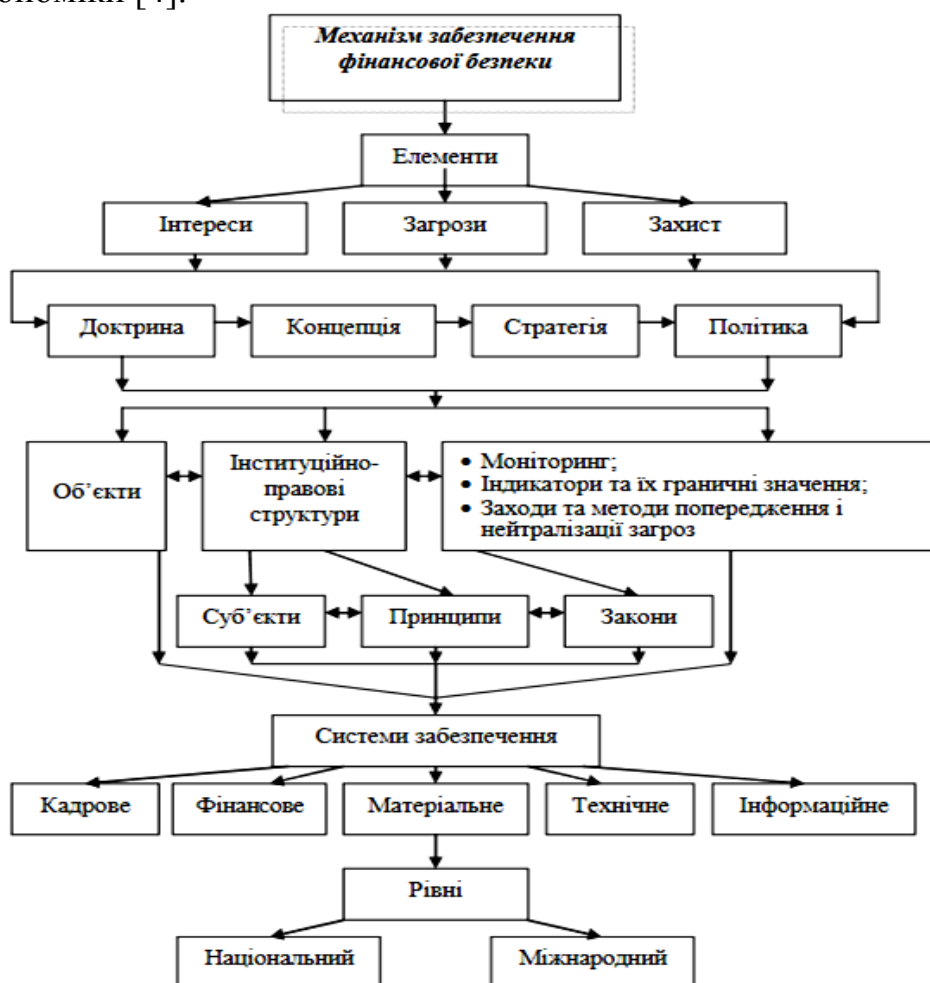 [4].
Механізм забезпечення
фінансової безпеки
Елементи
Інтереси
Загрози
Захист
Доктрина
Концепція
Стратегія
Політика
Об’єкти
Інституційно-
правові
структури
• Моніторинг;
• Індикатори та їх граничні значення;
• Заходи та методи попередження і
нейтралізації загроз
Суб’єкти
Принципи
Закони
Системи забезпечення
Кадрове
Фінансове
Матеріальне
Технічне
Інформаційне
Рівні
Національний
Міжнародний